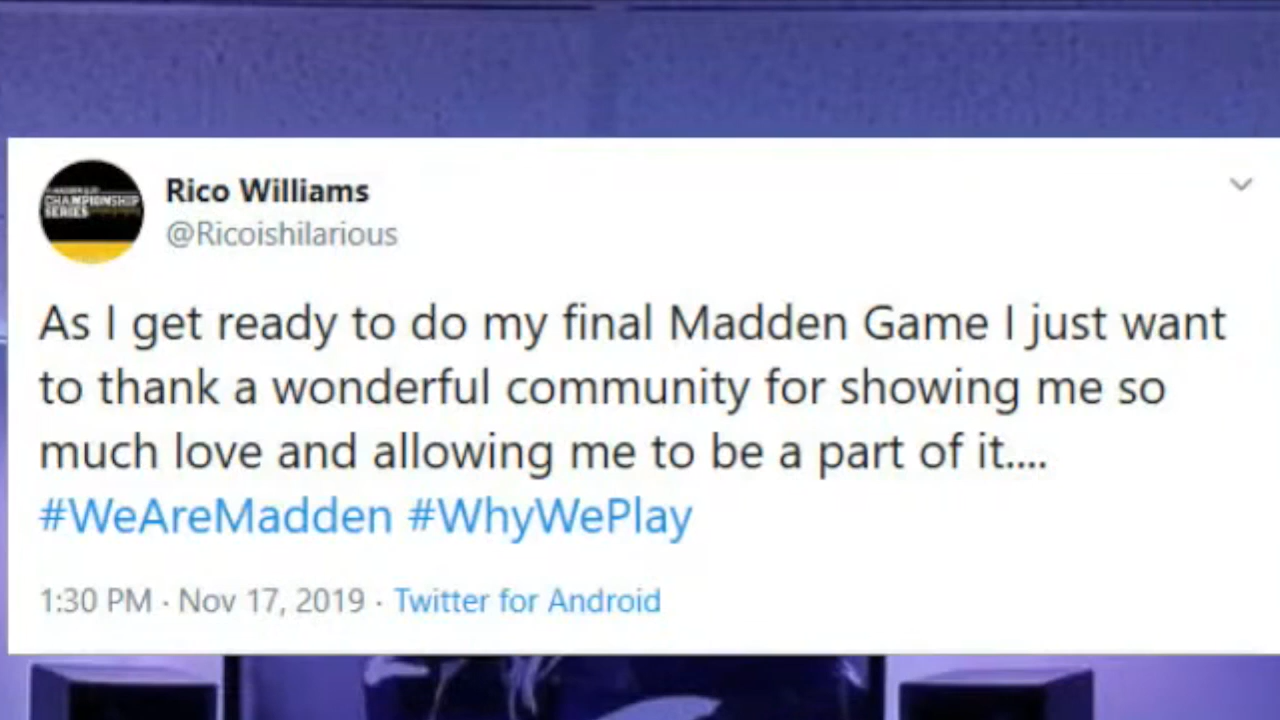 CHAMPIONSHIP
SERIES
Rico Williams
@Ricoishilarious
As I get ready to do my final Madden Game I just want
to thank a wonderful community for showing me so
much love and allowing me to be a part of it....
#WeAreMadden #WhyWePlay
1:30 PM · Nov 17, 2019 · Twitter for Android